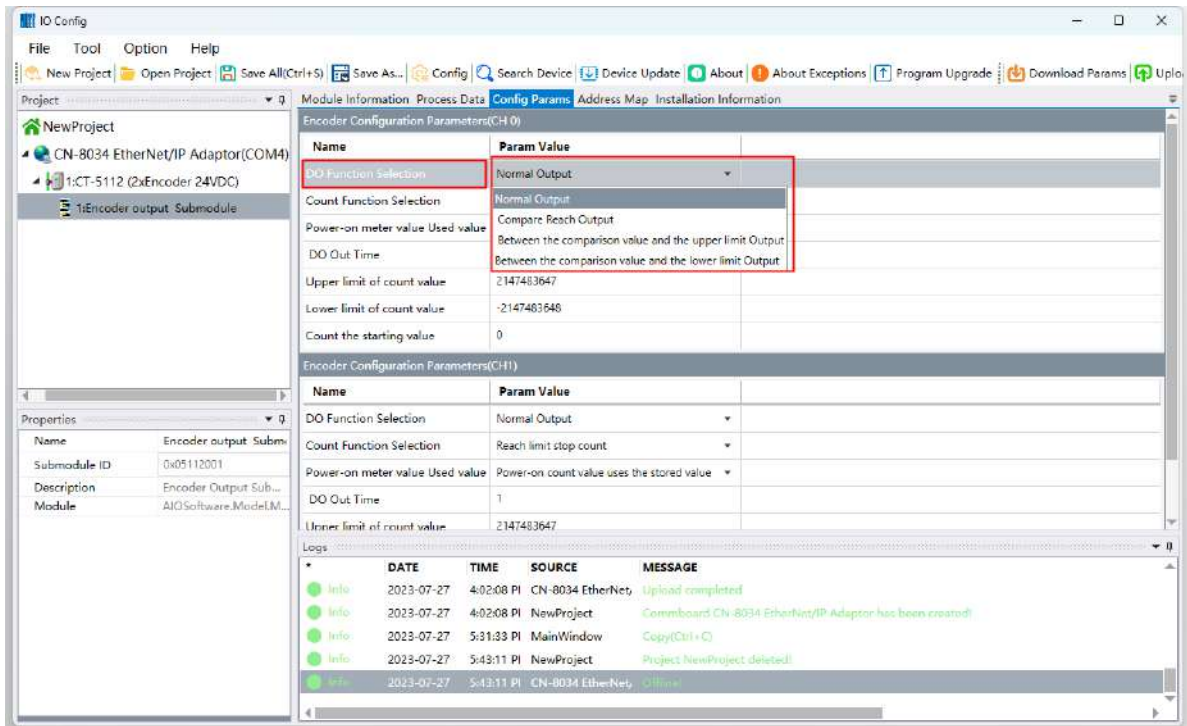 IO Config
File Tool Option Help
New Project Open Project Save All(Ctrl+S) Save As... Config Search Device Device Update About About Exceptions Program Upgrade Download Params Uplo
Project
NewProject
CN-8034 EtherNet/IP Adaptor(COM4)
1:CT-5112 (2xEncoder 24VDC)
1:Encoder output Submodule
Properties
Name Encoder output Subm
Submodule ID 0x05112001
Description Encoder Output Sub...
Module AIOSoftware.Model.M...
Module Information Process Data Config Params Address Map Installation Information
Encoder Configuration Parameters(CH 0)
Name Param Value
DO Function Selection Normal Output
Normal Output
Compare Reach Output
Between the comparison value and the upper limit Output
Between the comparison value and the lower limit Output
Count Function Selection
Power-on meter value Used value
DO Out Time
Upper limit of count value 2147483647
Lower limit of count value -2147483648
Count the starting value 0
Encoder Configuration Parameters(CH1)
Name Param Value
DO Function Selection Normal Output
Count Function Selection Reach limit stop count
Power-on meter value Used value Power-on count value uses the stored value
DO Out Time 1
Upper limit of count value 2147483647
Logs
* DATE TIME SOURCE MESSAGE
Info 2023-07-27 4:02:08 PI CN-8034 EtherNet, Upload completed
Info 2023-07-27 4:02:08 PI NewProject Commboard CN-8034 EtherNet/IP Adaptor has been created!
Info 2023-07-27 5:31:33 PI MainWindow Copy(Ctrl+C)
Info 2023-07-27 5:43:11 PI NewProject Project NewProject deleted!
Info 2023-07-27 5:43:11 PI CN-8034 EtherNet, Offline!